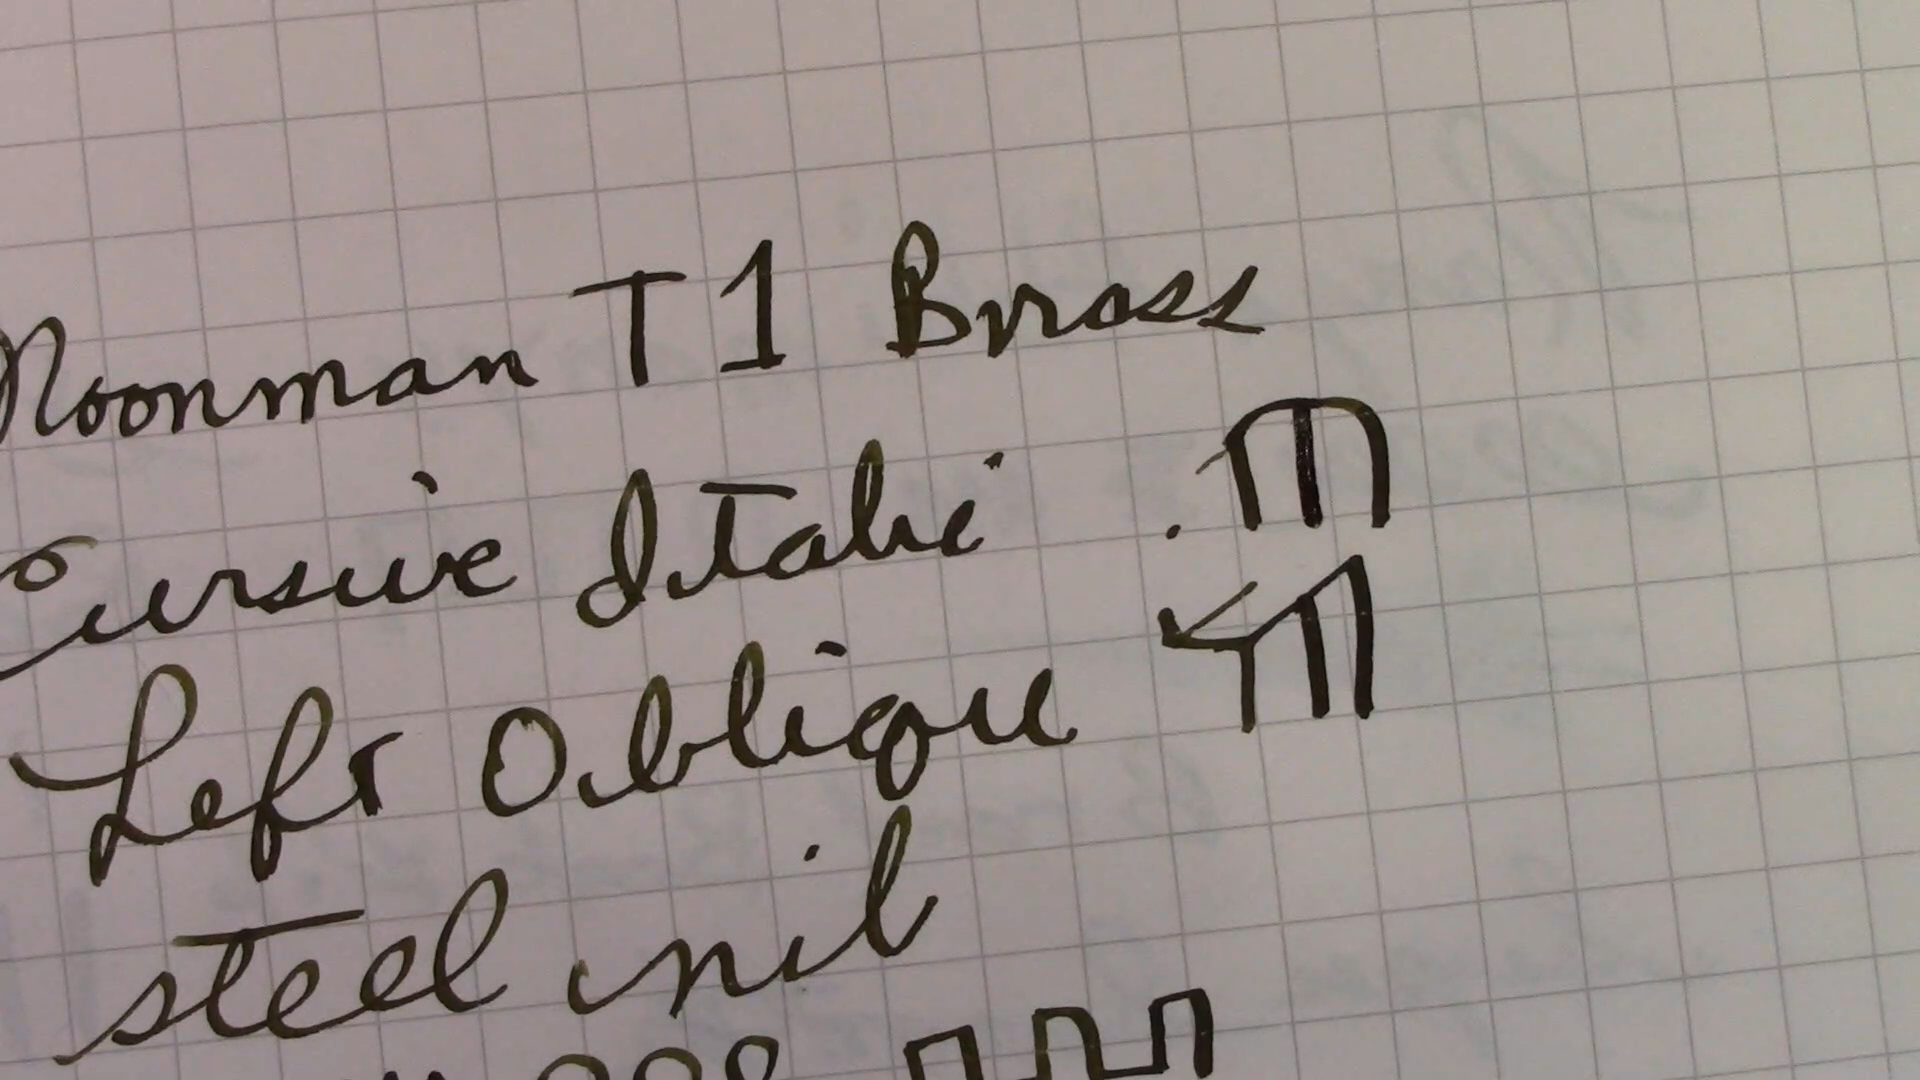 Moonman T1 Brass
Cursive Italic
Left Oblique
steel nib